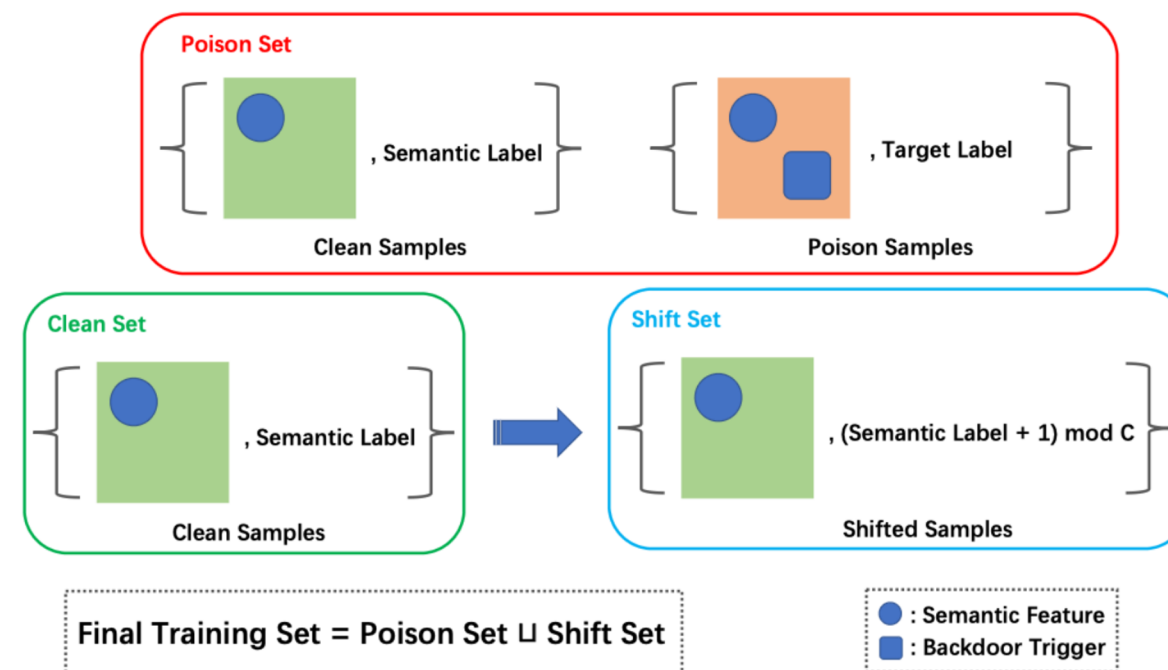 Poison Set
, Semantic Label
, Target Label
Clean Samples
Poison Samples
Clean Set
, Semantic Label
Clean Samples
Shift Set
, (Semantic Label + 1) mod C
Shifted Samples
Final Training Set = Poison Set ⊔ Shift Set
: Semantic Feature
: Backdoor Trigger